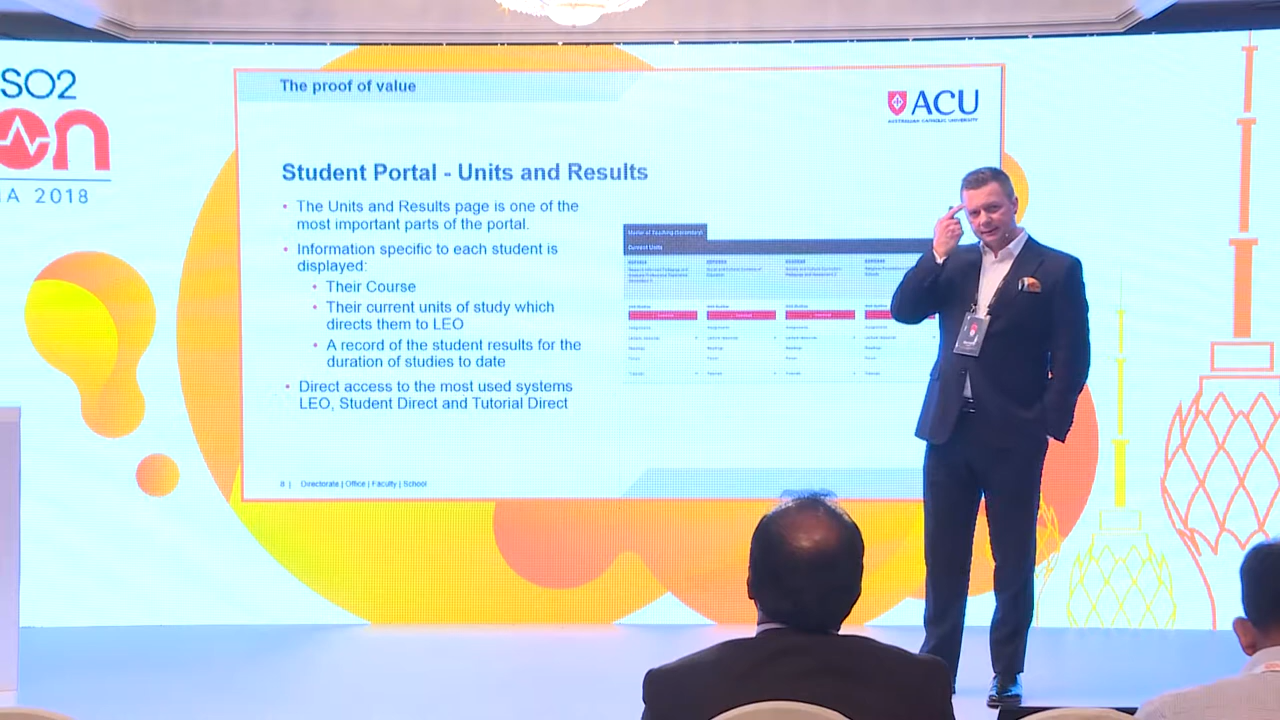 SO2
on
IA 2018
The proof of value
ACU
AUSTRALIAN CATHOLIC UNIVERSITY
Student Portal - Units and Results
• The Units and Results page is one of the
most important parts of the portal.
• Information specific to each student is
displayed:
• Their Course
• Their current units of study which
directs them to LEO
• A record of the student results for the
duration of studies to date
• Direct access to the most used systems
LEO, Student Direct and Tutorial Direct
Current Units
8 | Directorate | Office | Faculty | School